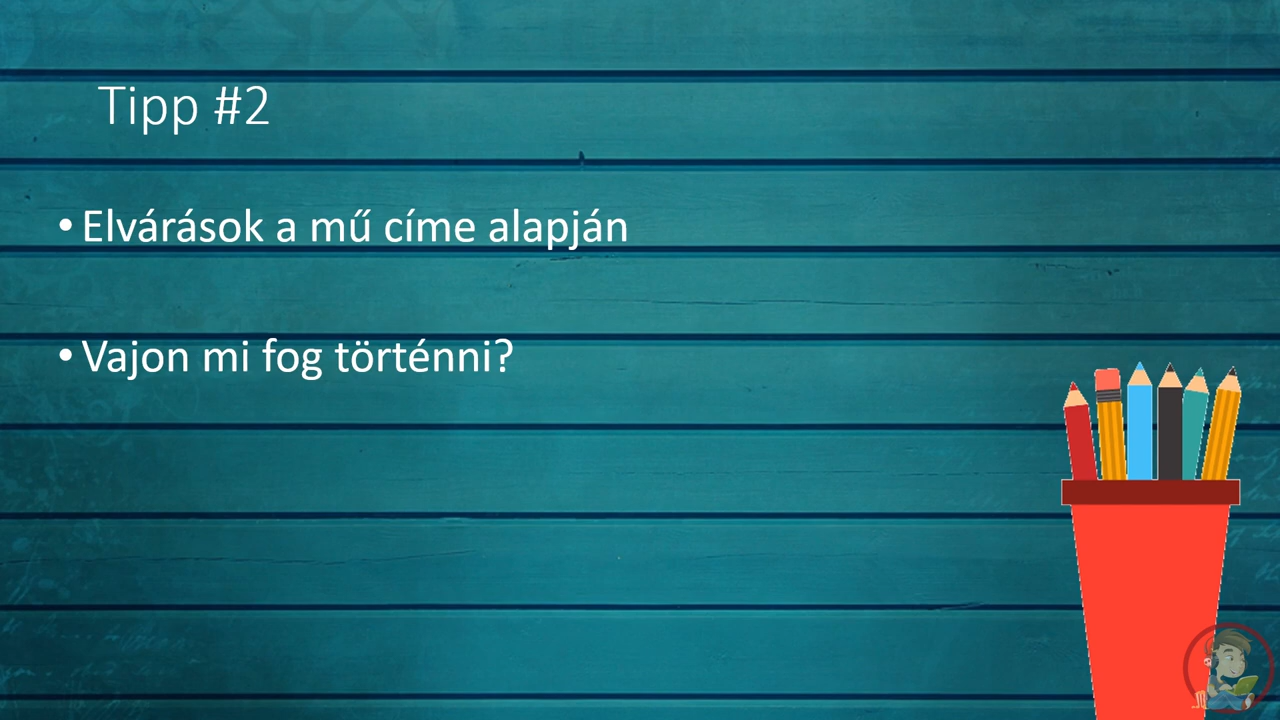 Tipp #2
• Elvárások a mű címe alapján
• Vajon mi fog történni?